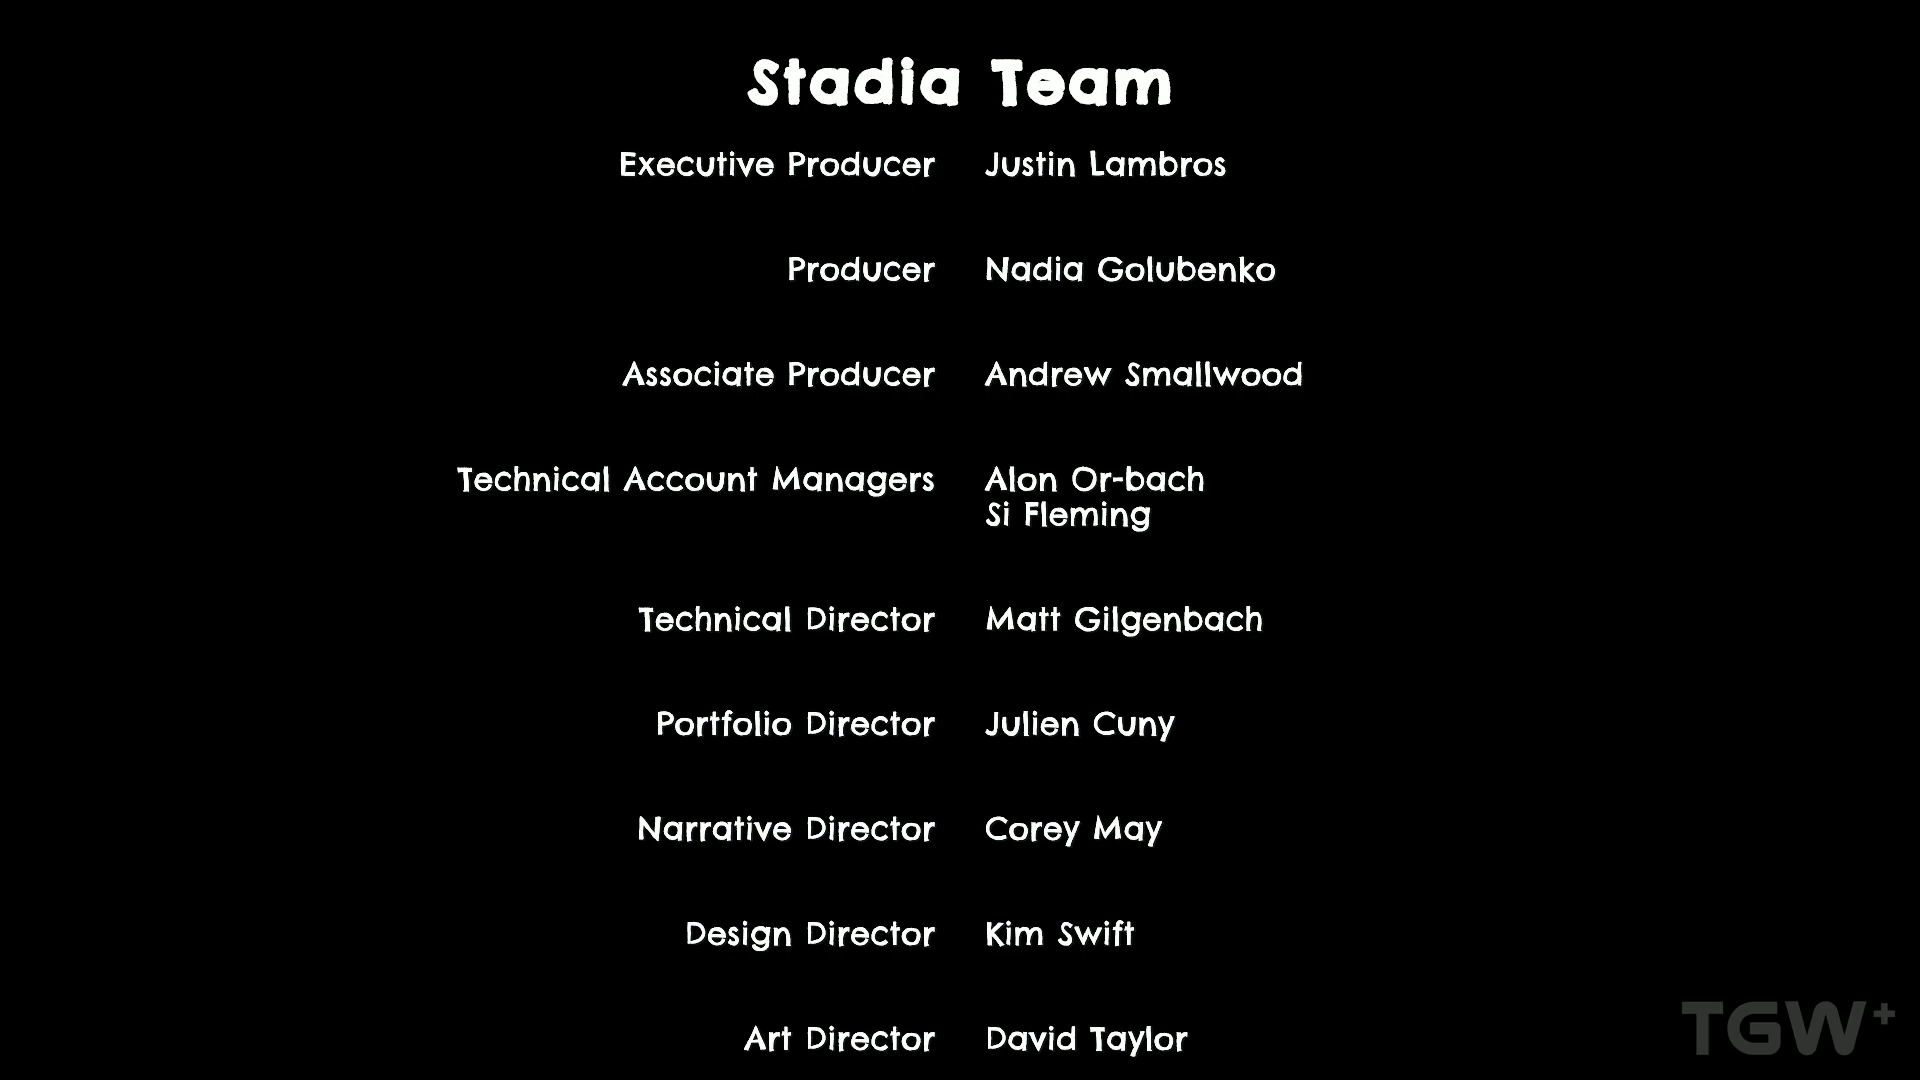 Stadia Team
Executive Producer Justin Lambros
Producer Nadia Golubenko
Associate Producer Andrew Smallwood
Technical Account Managers Alon Or-bach
Si Fleming
Technical Director Matt Gilgenbach
Portfolio Director Julien Cuny
Narrative Director Corey May
Design Director Kim Swift
Art Director David Taylor
TGW+